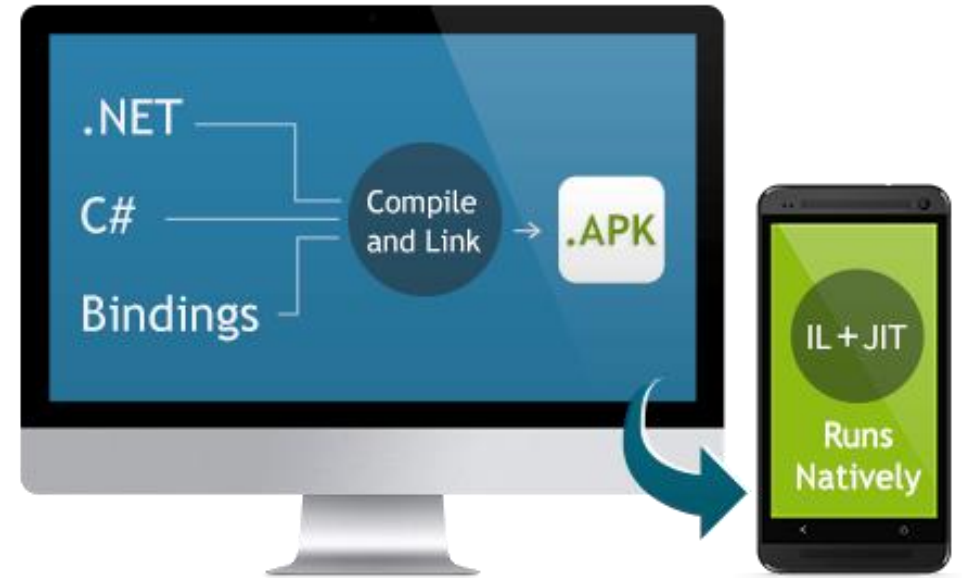 .NET
C#
Bindings
Compile
and Link
.APK
IL+JIT
Runs
Natively